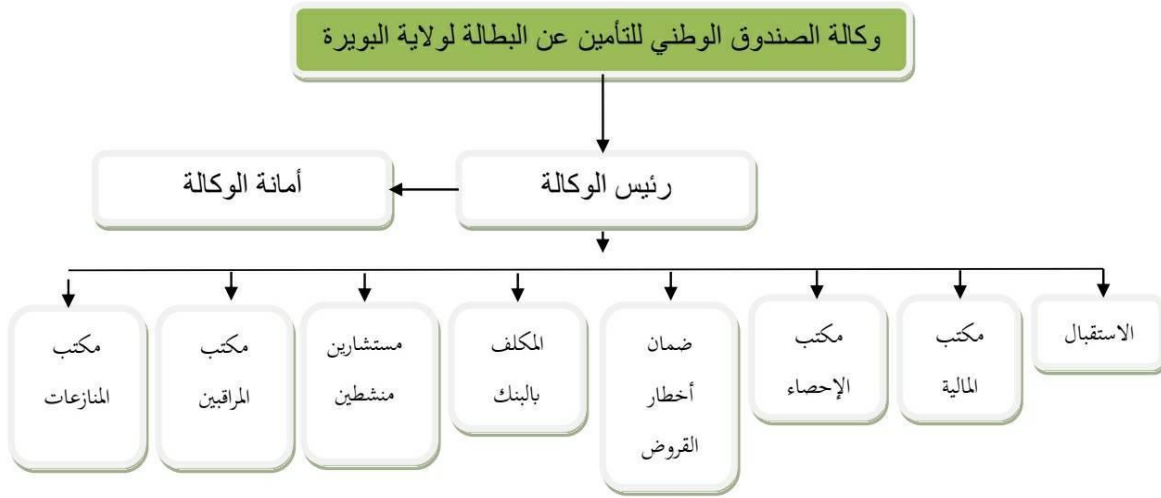 وكالة الصندوق الوطني للتأمين عن البطالة لولاية البويرة
رئيس الوكالة
أمانة الوكالة
الاستقبال
مكتب
المالية
مكتب
الإحصاء
ضمان
أخطار
القروض
المكلف
بالبنك
مستشارين
منشطين
مكتب
المراقبين
مكتب
المنازعات